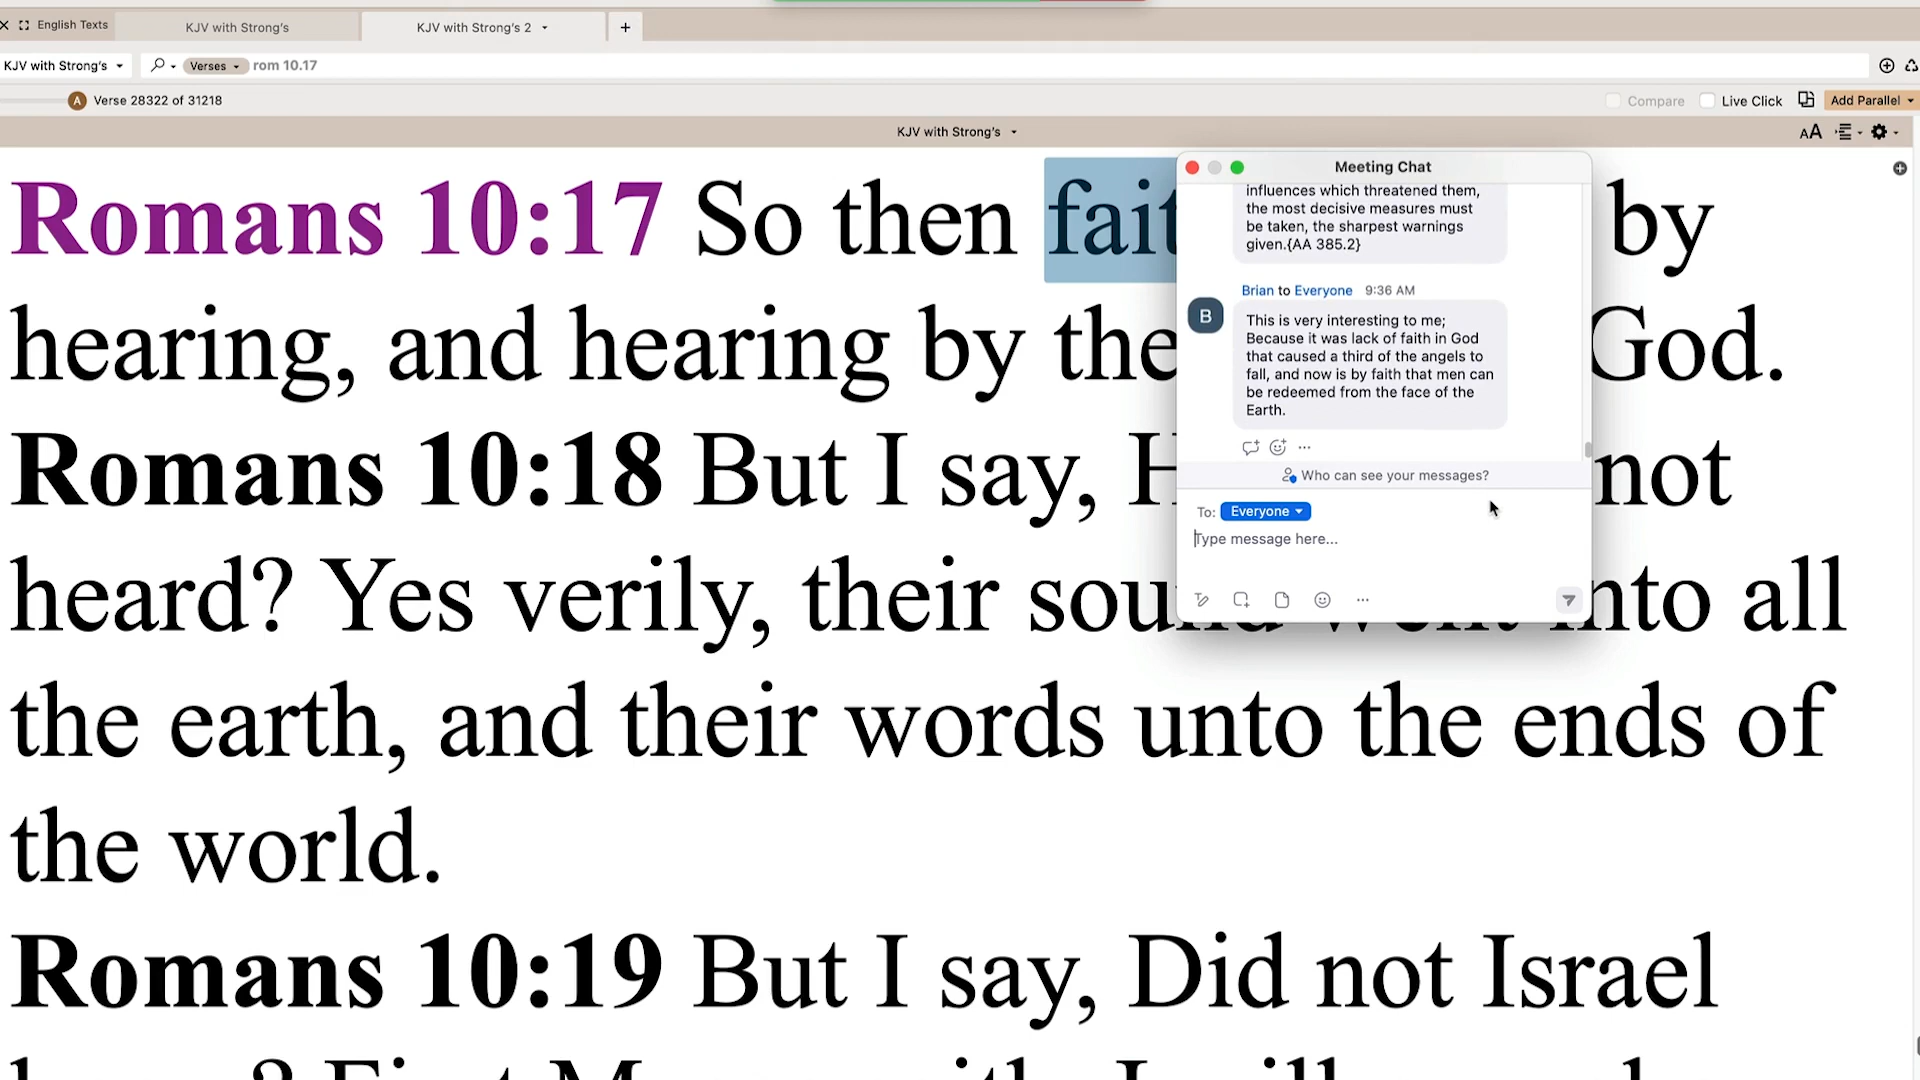 English Texts
KJV with Strong's
KJV with Strong's 2
KJV with Strong's
Verses
rom 10.17
A
Verse 28322 of 31218
Compare
Live Click
Add Parallel
KJV with Strong's
AA
Romans 10:17 So then fait by
hearing, and hearing by the God.
Romans 10:18 But I say, H not
heard? Yes verily, their sound went into all
the earth, and their words unto the ends of
the world.
Romans 10:19 But I say, Did not Israel
Meeting Chat
influences which threatened them,
the most decisive measures must
be taken, the sharpest warnings
given.{AA 385.2}
Brian to Everyone 9:36 AM
B
This is very interesting to me;
Because it was lack of faith in God
that caused a third of the angels to
fall, and now is by faith that men can
be redeemed from the face of the
Earth.
Who can see your messages?
To: Everyone
Type message here...